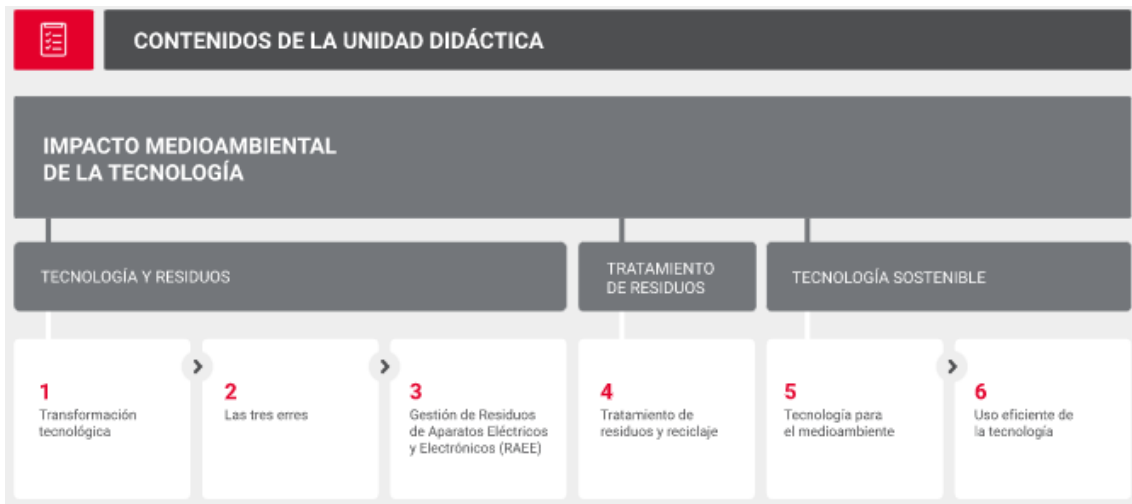 CONTENIDOS DE LA UNIDAD DIDÁCTICA
IMPACTO MEDIOAMBIENTAL
DE LA TECNOLOGÍA
TECNOLOGÍA Y RESIDUOS
TRATAMIENTO
DE RESIDUOS
TECNOLOGÍA SOSTENIBLE
1
Transformación
tecnológica
2
Las tres erres
3
Gestión de Residuos
de Aparatos Eléctricos
y Electrónicos (RAEE)
4
Tratamiento de
residuos y reciclaje
5
Tecnología para
el medioambiente
6
Uso eficiente de
la tecnología